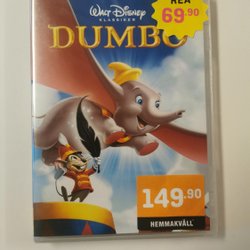 REA
69.90
WALT DISNEY
KLASSIKER
DUMBO
149.90
HEMMAKVÄLL